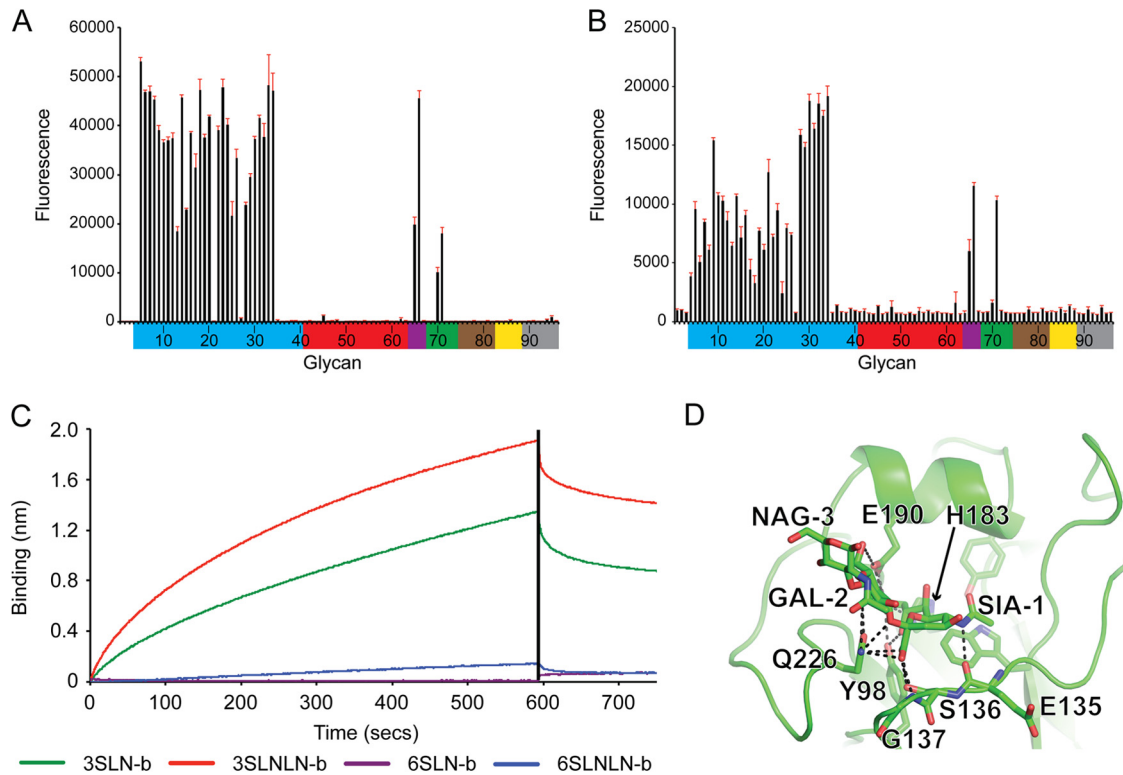 A
60000
50000
40000
30000
20000
10000
0
Fluorescence
10 20 30 40 50 60 70 80 90
Glycan
B
25000
20000
15000
10000
5000
0
Fluorescence
10 20 30 40 50 60 70 80 90
Glycan
C
2.0
1.6
1.2
0.8
0.4
0
Binding (nm)
0 100 200 300 400 500 600 700
Time (secs)
3SLN-b 3SLNLN-b 6SLN-b 6SLNLN-b
D
E190 H183
NAG-3
GAL-2 SIA-1
Q226
Y98
S136 E135
G137